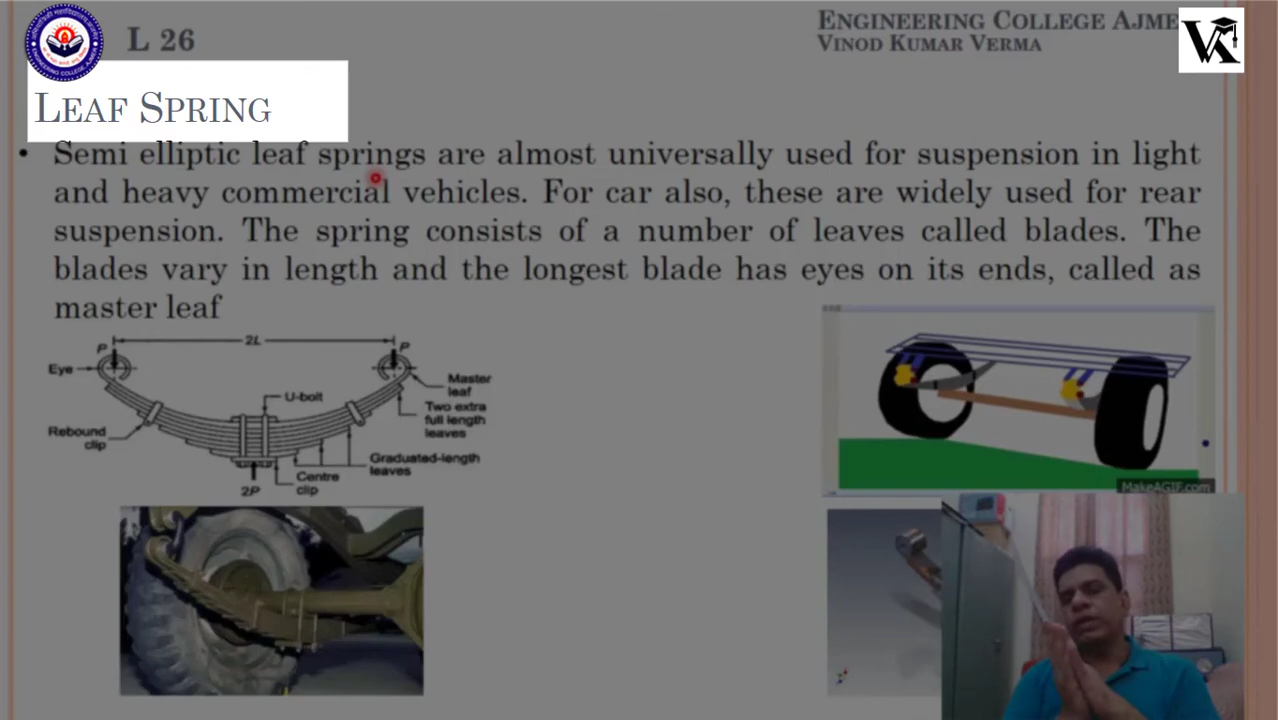 L 26
ENGINEERING COLLEGE AJME
VINOD KUMAR VERMA
VK
LEAF SPRING
• Semi elliptic leaf springs are almost universally used for suspension in light
and heavy commercial vehicles. For car also, these are widely used for rear
suspension. The spring consists of a number of leaves called blades. The
blades vary in length and the longest blade has eyes on its ends, called as
master leaf
2L
P
P
Eye
Master
leaf
U-bolt
Two extra
full length
leaves
Rebound
clip
Graduated-length
leaves
Centre
clip
2P
MakeAGIF.com